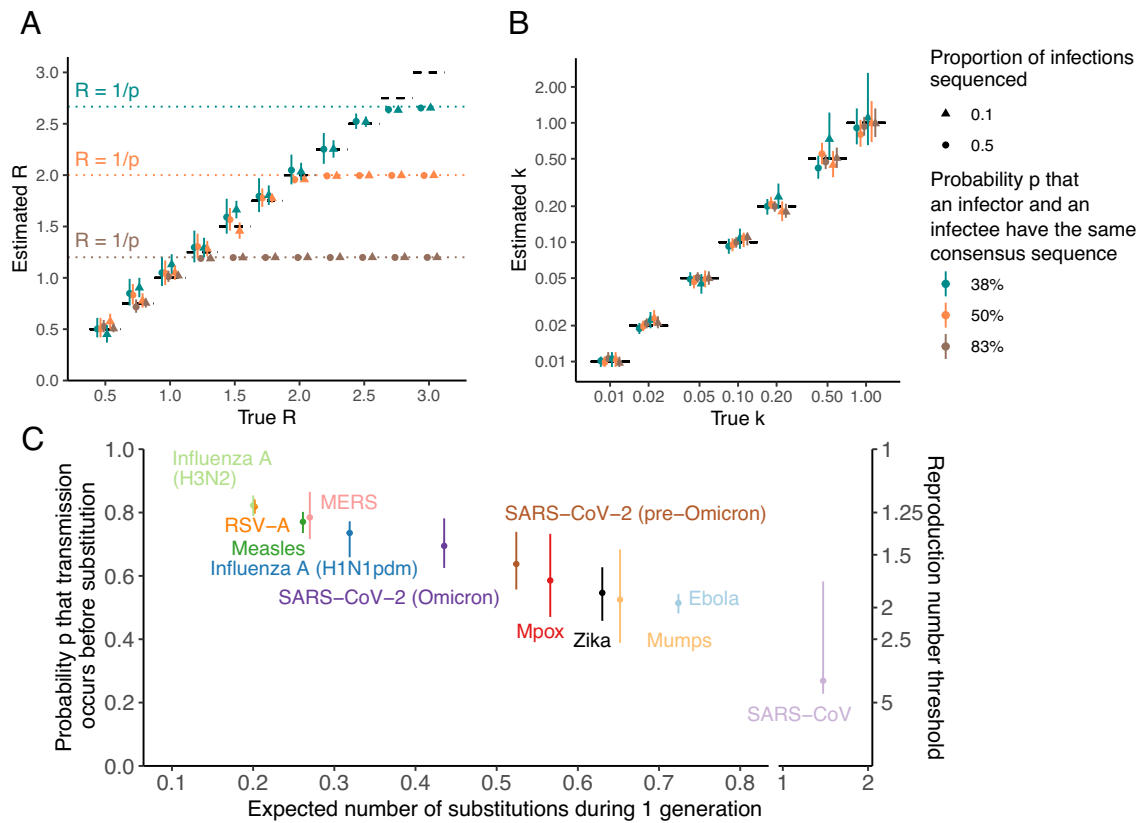 A
Estimated R
3.0
2.5
2.0
1.5
1.0
0.5
0.0
R = 1/p
R = 1/p
R = 1/p
0.5 1.0 1.5 2.0 2.5 3.0
True R
B
Estimated k
2.00
1.00
0.50
0.20
0.10
0.05
0.02
0.01
0.01 0.02 0.05 0.10 0.20 0.50 1.00
True k
Proportion of infections
sequenced
0.1
0.5
Probability p that
an infector and an
infectee have the same
consensus sequence
38%
50%
83%
C
Probability p that transmission
occurs before substitution
1.0
0.8
0.6
0.4
0.2
0.0
Influenza A
(H3N2)
RSV−A
Measles
MERS
Influenza A (H1N1pdm)
SARS−CoV−2 (Omicron)
SARS−CoV−2 (pre−Omicron)
Mpox
Zika
Mumps
Ebola
SARS−CoV
1
1.25
1.5
2
2.5
5
Reproduction number threshold
0.1 0.2 0.3 0.4 0.5 0.6 0.7 0.8 1 2
Expected number of substitutions during 1 generation